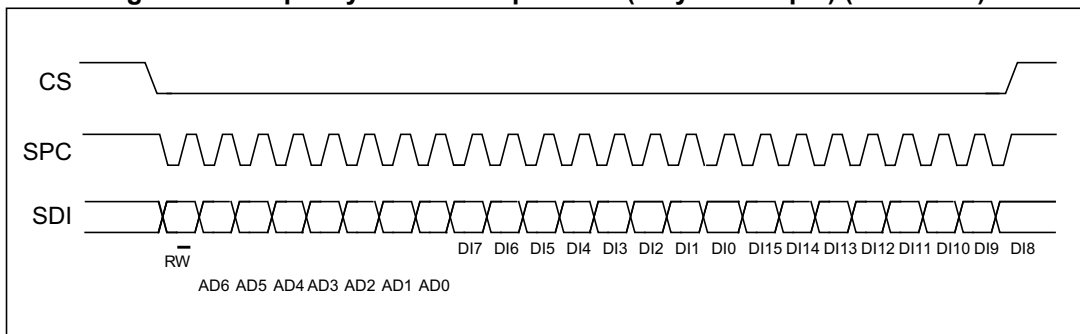 CS
SPC
SDI
RW
DI7 DI6 DI5 DI4 DI3 DI2 DI1 DI0 DI15 DI14 DI13 DI12 DI11 DI10 DI9 DI8
AD6 AD5 AD4 AD3 AD2 AD1 AD0